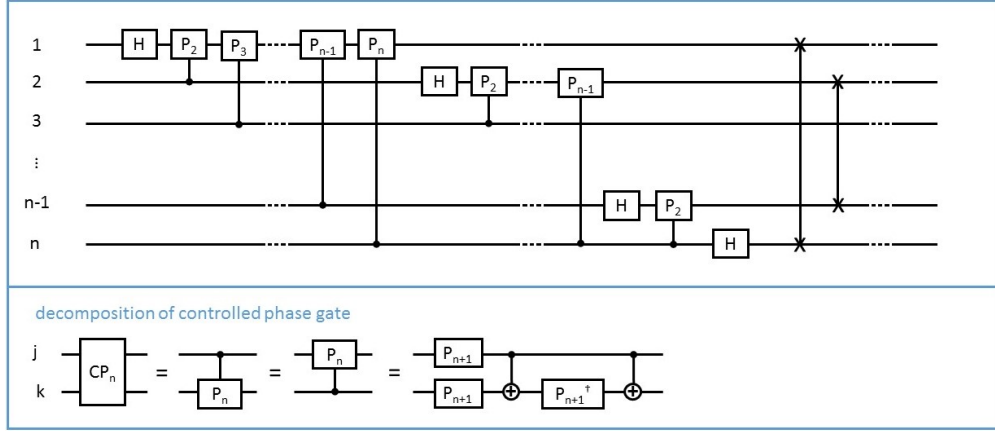 1 H P2 P3 Pn-1 Pn
2 H P2 Pn-1
3
⋮
n-1 H P2
n H
decomposition of controlled phase gate
j Pn Pn+1
CPn = = =
k Pn Pn+1 Pn+1†